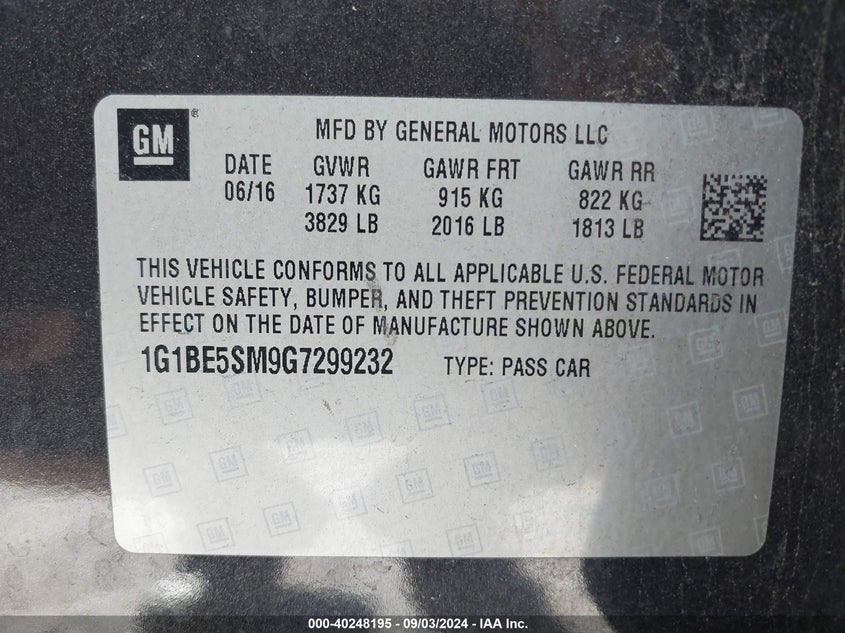 GM®
MFD BY GENERAL MOTORS LLC
DATE GVWR GAWR FRT GAWR RR
06/16 1737 KG 915 KG 822 KG
3829 LB 2016 LB 1813 LB
THIS VEHICLE CONFORMS TO ALL APPLICABLE U.S. FEDERAL MOTOR
VEHICLE SAFETY, BUMPER, AND THEFT PREVENTION STANDARDS IN
EFFECT ON THE DATE OF MANUFACTURE SHOWN ABOVE.
1G1BE5SM9G7299232 TYPE: PASS CAR
000-40248195 - 09/03/2024 - IAA Inc.